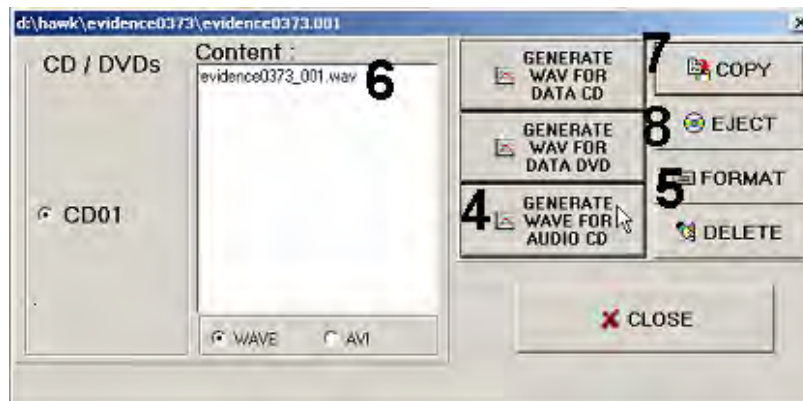 d:\hawk\evidence0373\evidence0373.001
CD / DVDs
Content :
evidence0373_001.wav
6
CD01
WAVE
AVI
GENERATE
WAV FOR
DATA CD
GENERATE
WAV FOR
DATA DVD
4
GENERATE
WAVE FOR
AUDIO CD
7
COPY
8
EJECT
5
FORMAT
DELETE
CLOSE